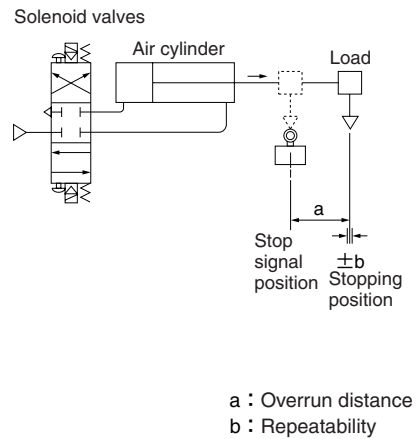 Solenoid valves
Air cylinder
Load
a
Stop
signal
position
±b
Stopping
position
a : Overrun distance
b : Repeatability